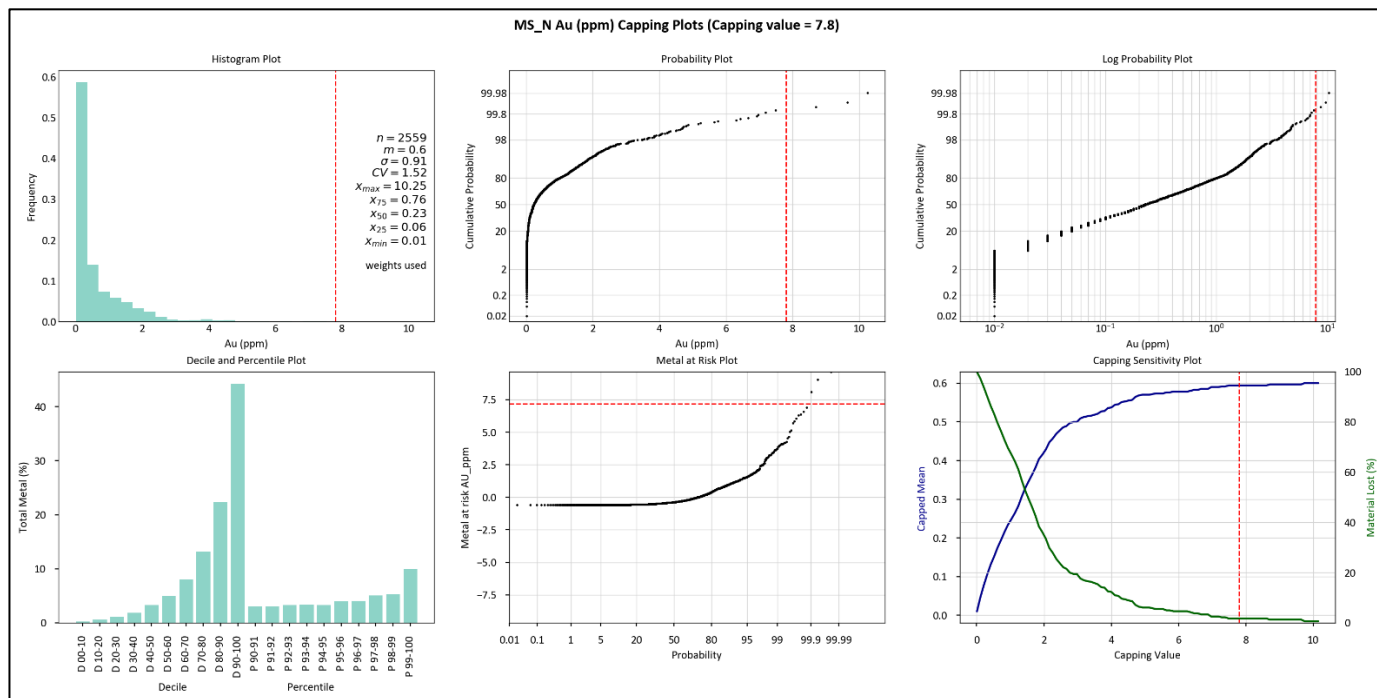 MS_N Au (ppm) Capping Plots (Capping value = 7.8)
Histogram Plot
0.6
0.5
0.4
0.3
0.2
0.1
0.0
Frequency
n = 2559
m = 0.6
σ = 0.91
CV = 1.52
xmax = 10.25
x75 = 0.76
x50 = 0.23
x25 = 0.06
xmin = 0.01
weights used
0 2 4 6 8 10
Au (ppm)
Probability Plot
99.98
99.8
98
80
50
20
2
0.2
0.02
Cumulative Probability
0 2 4 6 8 10
Au (ppm)
Log Probability Plot
99.98
99.8
98
80
50
20
2
0.2
0.02
Cumulative Probability
10−2 10−1 100 101
Au (ppm)
Decile and Percentile Plot
40
30
20
10
0
Total Metal (%)
D 00-10
D 10-20
D 20-30
D 30-40
D 40-50
D 50-60
D 60-70
D 70-80
D 80-90
D 90-100
P 90-91
P 91-92
P 92-93
P 93-94
P 94-95
P 95-96
P 96-97
P 97-98
P 98-99
P 99-100
Decile Percentile
Metal at Risk Plot
7.5
5.0
2.5
0.0
−2.5
−5.0
−7.5
Metal at risk AU_ppm
0.01 0.1 1 5 20 50 80 95 99 99.9 99.99
Probability
Capping Sensitivity Plot
0.6
0.5
0.4
0.3
0.2
0.1
0.0
Capped Mean
100
80
60
40
20
0
Material Lost (%)
0 2 4 6 8 10
Capping Value